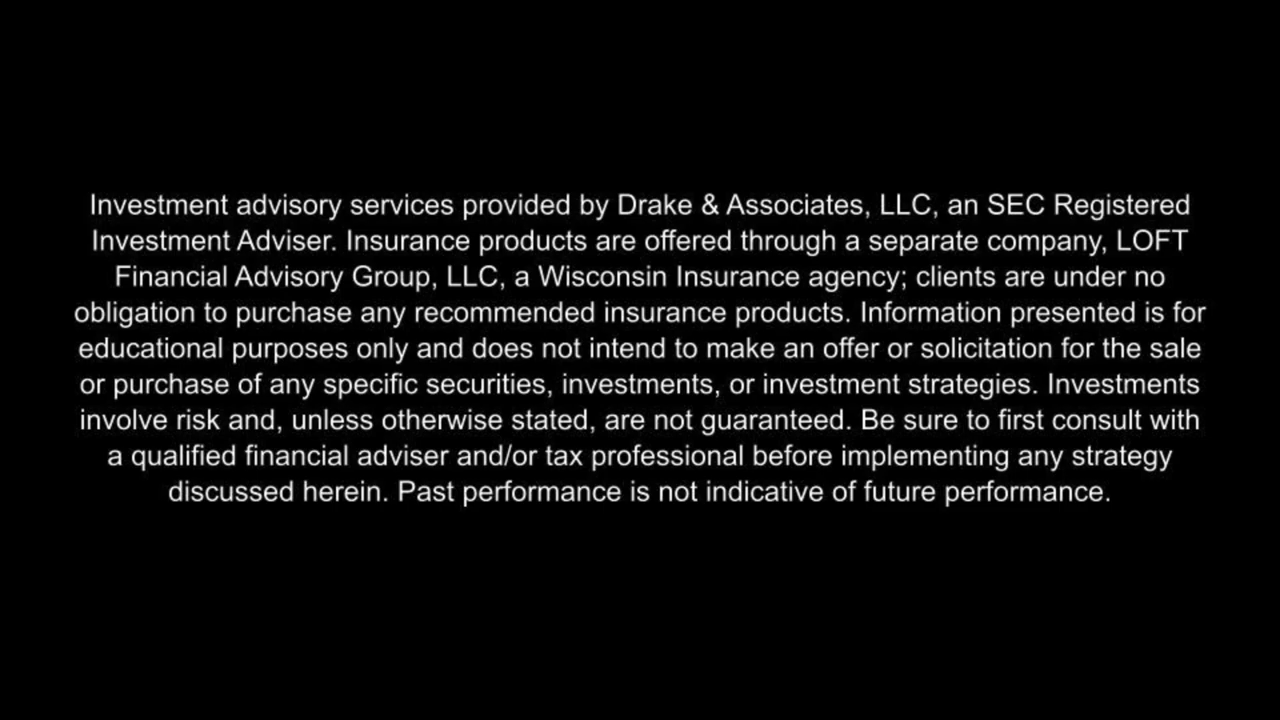 Investment advisory services provided by Drake & Associates, LLC, an SEC Registered
Investment Adviser. Insurance products are offered through a separate company, LOFT
Financial Advisory Group, LLC, a Wisconsin Insurance agency; clients are under no
obligation to purchase any recommended insurance products. Information presented is for
educational purposes only and does not intend to make an offer or solicitation for the sale
or purchase of any specific securities, investments, or investment strategies. Investments
involve risk and, unless otherwise stated, are not guaranteed. Be sure to first consult with
a qualified financial adviser and/or tax professional before implementing any strategy
discussed herein. Past performance is not indicative of future performance.